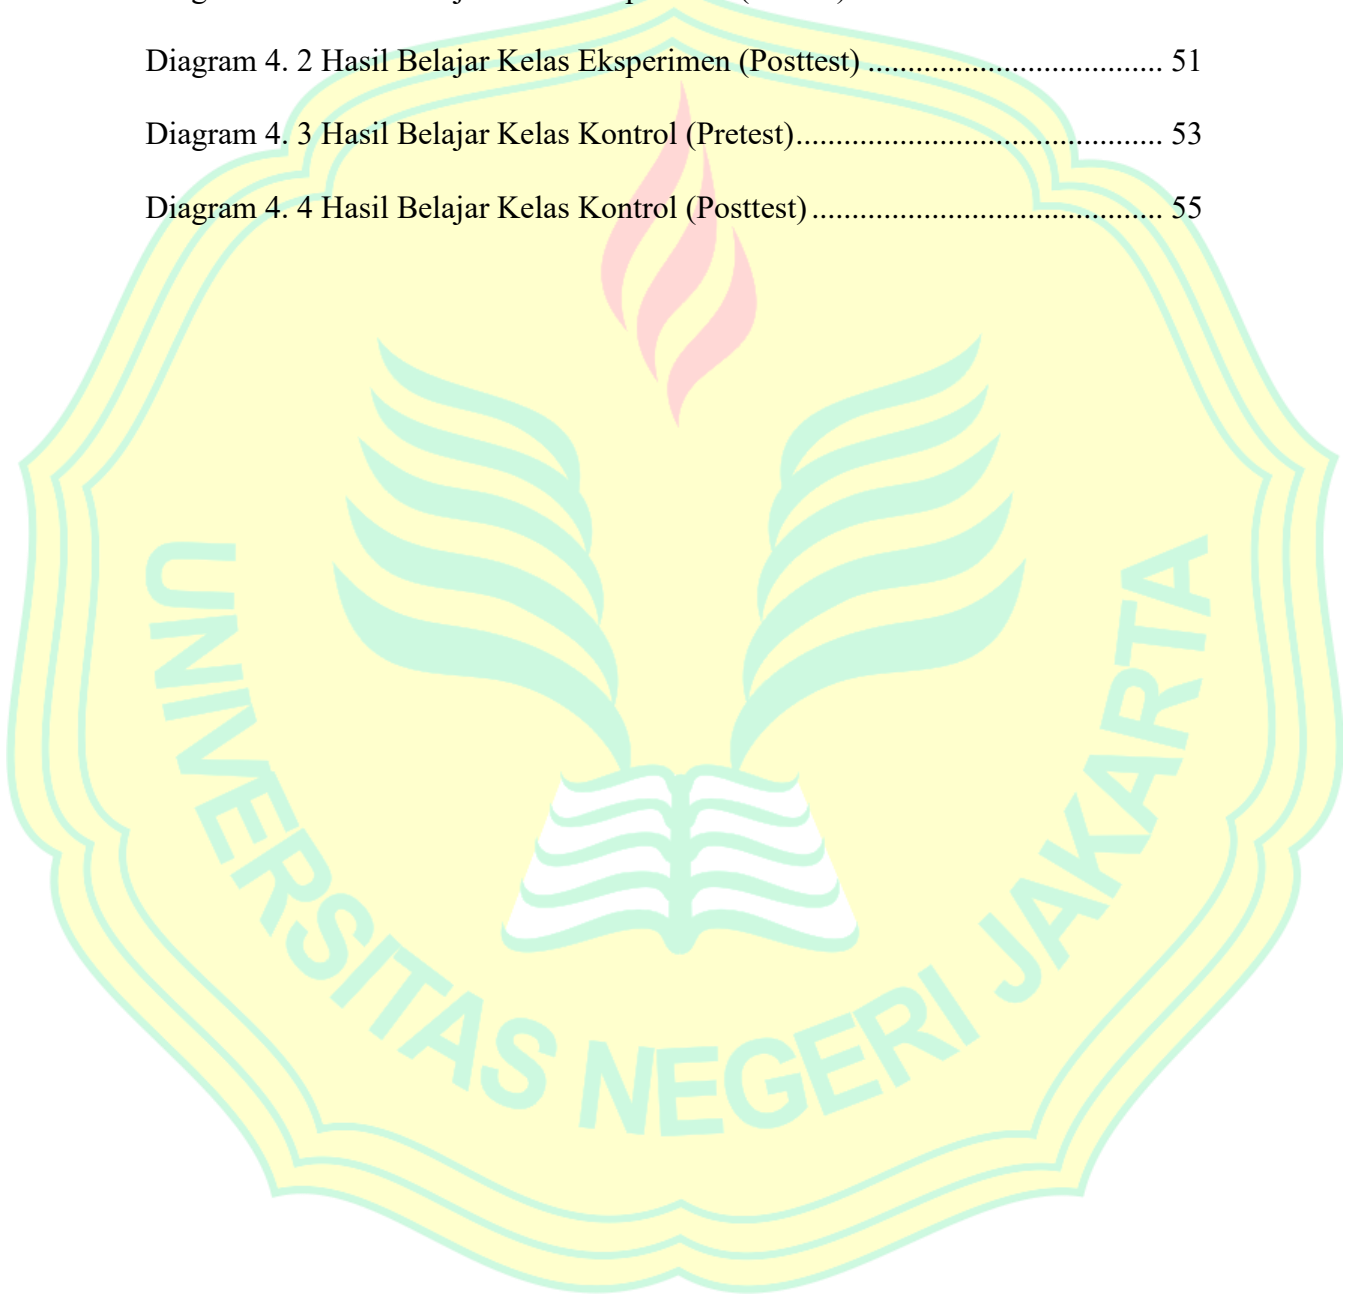 Diagram 4. 2 Hasil Belajar Kelas Eksperimen (Posttest) ..................................... 51
Diagram 4. 3 Hasil Belajar Kelas Kontrol (Pretest).............................................. 53
Diagram 4. 4 Hasil Belajar Kelas Kontrol (Posttest) ............................................ 55
UNIVERSITAS NEGERI JAKARTA